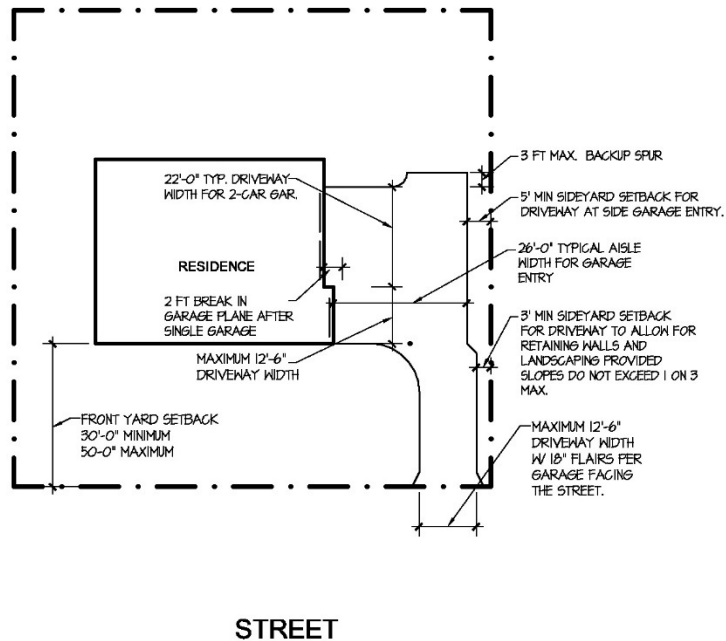 22'-0" TYP. DRIVEWAY
WIDTH FOR 2-CAR GAR.
3 FT MAX. BACKUP SPUR
5' MIN SIDEYARD SETBACK FOR
DRIVEWAY AT SIDE GARAGE ENTRY.
RESIDENCE
26'-0" TYPICAL AISLE
WIDTH FOR GARAGE
ENTRY
2 FT BREAK IN
GARAGE PLANE AFTER
SINGLE GARAGE
MAXIMUM 12'-6"
DRIVEWAY WIDTH
3' MIN SIDEYARD SETBACK
FOR DRIVEWAY TO ALLOW FOR
RETAINING WALLS AND
LANDSCAPING PROVIDED
SLOPES DO NOT EXCEED 1 ON 3
MAX.
FRONT YARD SETBACK
30'-0" MINIMUM
50-0" MAXIMUM
MAXIMUM 12'-6"
DRIVEWAY WIDTH
W/ 18" FLAIRS PER
GARAGE FACING
THE STREET.
STREET